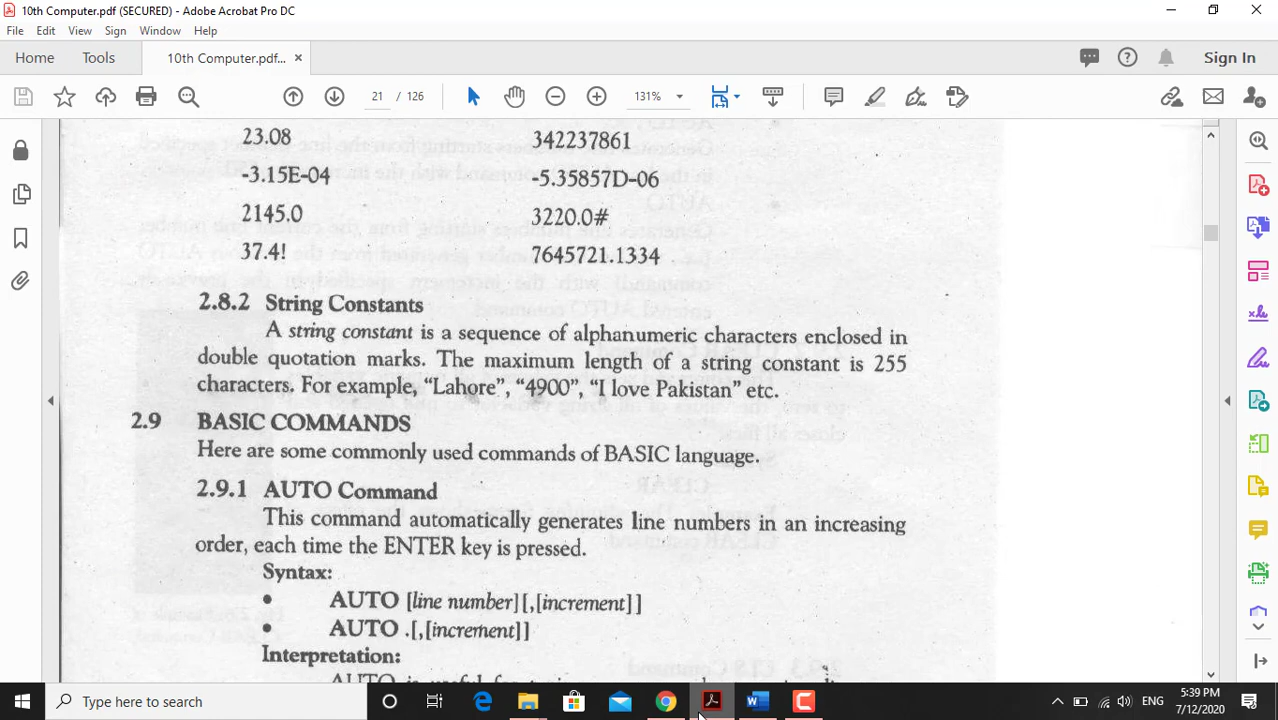 10th Computer.pdf (SECURED) - Adobe Acrobat Pro DC
File Edit View Sign Window Help
Home Tools 10th Computer.pdf... × Sign In
21 / 126 131%
23.08 342237861
-3.15E-04 -5.35857D-06
2145.0 3220.0#
37.4! 7645721.1334
2.8.2 String Constants
A string constant is a sequence of alphanumeric characters enclosed in
double quotation marks. The maximum length of a string constant is 255
characters. For example, “Lahore”, “4900”, “I love Pakistan” etc.
2.9 BASIC COMMANDS
Here are some commonly used commands of BASIC language.
2.9.1 AUTO Command
This command automatically generates line numbers in an increasing
order, each time the ENTER key is pressed.
Syntax:
• AUTO [line number][,[increment]]
• AUTO .[,[increment]]
Interpretation:
Type here to search
ENG
5:39 PM
7/12/2020